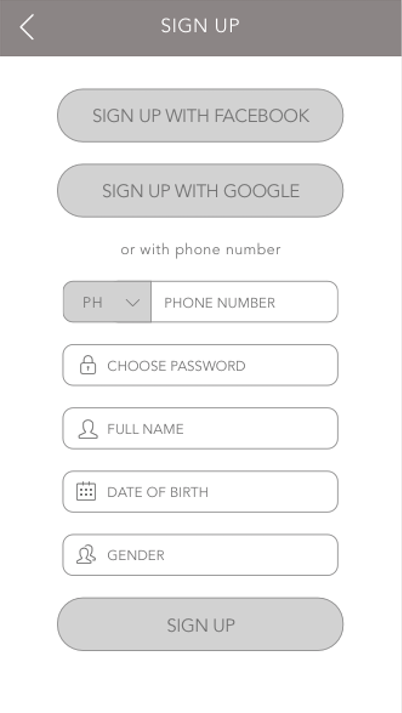 SIGN UP
SIGN UP WITH FACEBOOK
SIGN UP WITH GOOGLE
or with phone number
PH PHONE NUMBER
CHOOSE PASSWORD
FULL NAME
DATE OF BIRTH
GENDER
SIGN UP